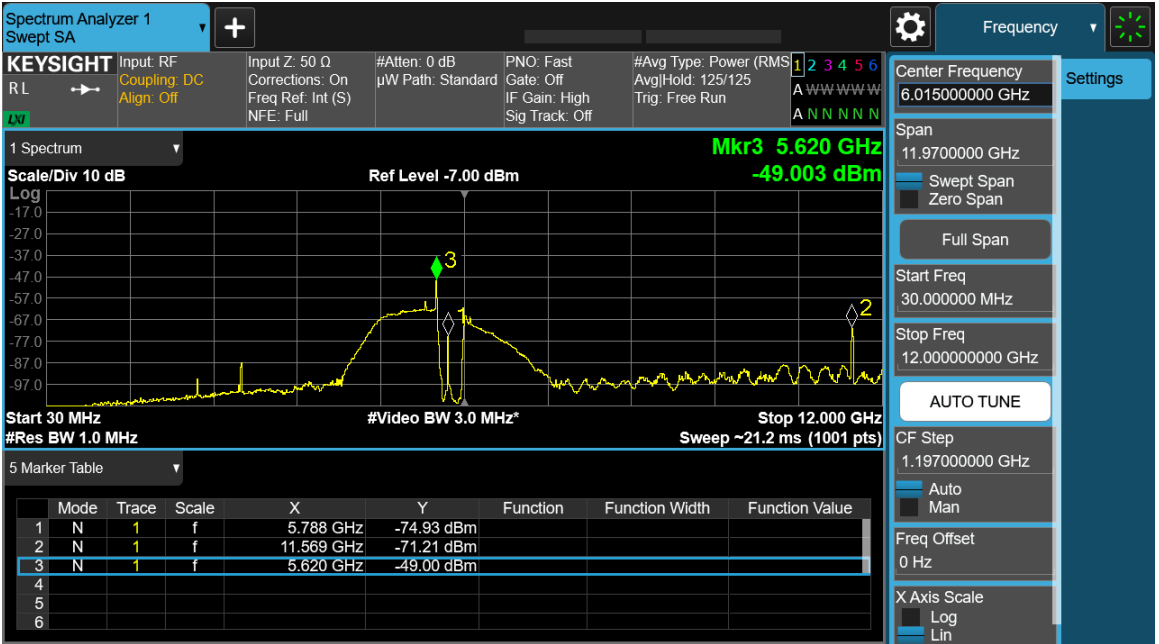 Spectrum Analyzer 1
Swept SA
+
Frequency
KEYSIGHT
RL
LXI
Input: RF
Coupling: DC
Align: Off
Input Z: 50 Ω
Corrections: On
Freq Ref: Int (S)
NFE: Full
#Atten: 0 dB
µW Path: Standard
PNO: Fast
Gate: Off
IF Gain: High
Sig Track: Off
#Avg Type: Power (RMS
Avg|Hold: 125/125
Trig: Free Run
1 2 3 4 5 6
A W W W W W
A N N N N N
1 Spectrum
Scale/Div 10 dB
Ref Level -7.00 dBm
Mkr3 5.620 GHz
-49.003 dBm
Log
-17.0
-27.0
-37.0
-47.0
-57.0
-67.0
-77.0
-87.0
-97.0
3
1
2
Start 30 MHz
#Video BW 3.0 MHz*
Stop 12.000 GHz
#Res BW 1.0 MHz
Sweep ~21.2 ms (1001 pts)
5 Marker Table
Mode Trace Scale X Y Function Function Width Function Value
1 N 1 f 5.788 GHz -74.93 dBm
2 N 1 f 11.569 GHz -71.21 dBm
3 N 1 f 5.620 GHz -49.00 dBm
4
5
6
Center Frequency
6.015000000 GHz
Settings
Span
11.9700000 GHz
Swept Span
Zero Span
Full Span
Start Freq
30.000000 MHz
Stop Freq
12.000000000 GHz
AUTO TUNE
CF Step
1.197000000 GHz
Auto
Man
Freq Offset
0 Hz
X Axis Scale
Log
Lin